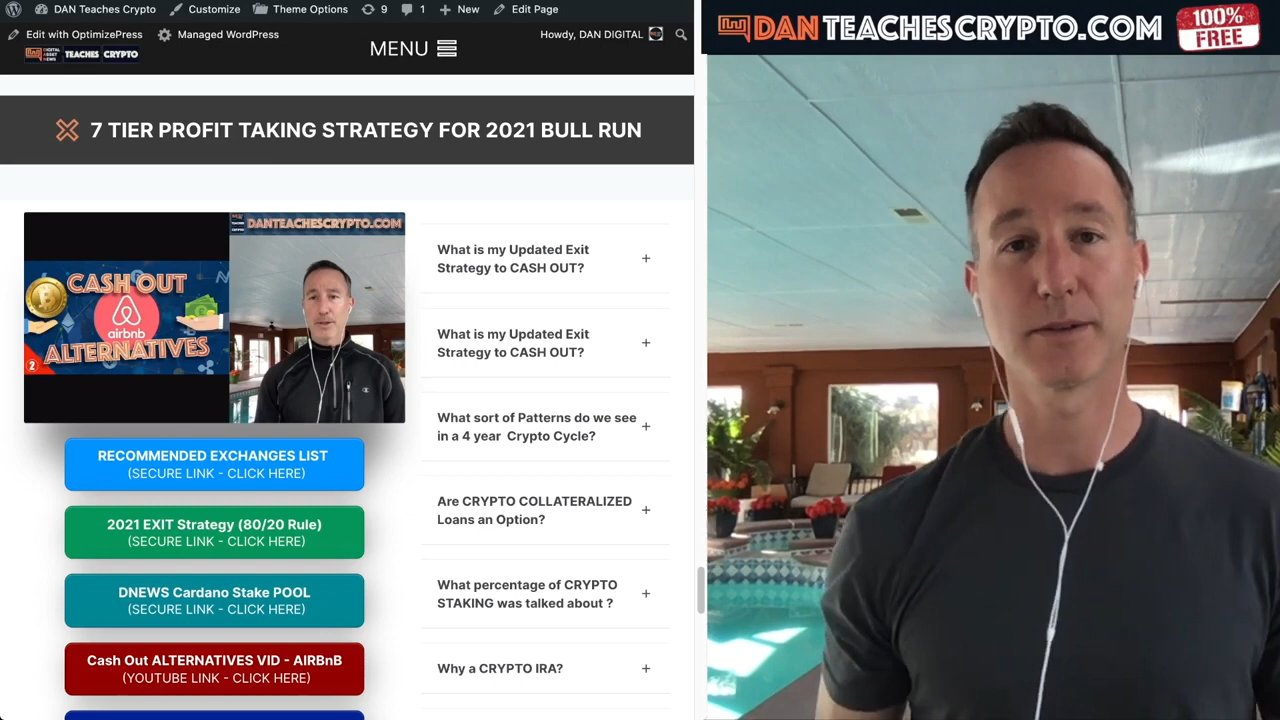 DAN Teaches Crypto
Customize
Theme Options
9
1
New
Edit Page
Edit with OptimizePress
Managed WordPress
Howdy, DAN DIGITAL
DIGITAL
ASSET
NEWS
TEACHES CRYPTO
MENU
DANTEACHESCRYPTO.COM
100%
FREE
7 TIER PROFIT TAKING STRATEGY FOR 2021 BULL RUN
DANTEACHESCRYPTO.COM
CASH OUT
airbnb
ALTERNATIVES
2
RECOMMENDED EXCHANGES LIST
(SECURE LINK - CLICK HERE)
2021 EXIT Strategy (80/20 Rule)
(SECURE LINK - CLICK HERE)
DNEWS Cardano Stake POOL
(SECURE LINK - CLICK HERE)
Cash Out ALTERNATIVES VID - AIRBnB
(YOUTUBE LINK - CLICK HERE)
What is my Updated Exit
Strategy to CASH OUT?
What is my Updated Exit
Strategy to CASH OUT?
What sort of Patterns do we see
in a 4 year Crypto Cycle?
Are CRYPTO COLLATERALIZED
Loans an Option?
What percentage of CRYPTO
STAKING was talked about ?
Why a CRYPTO IRA?